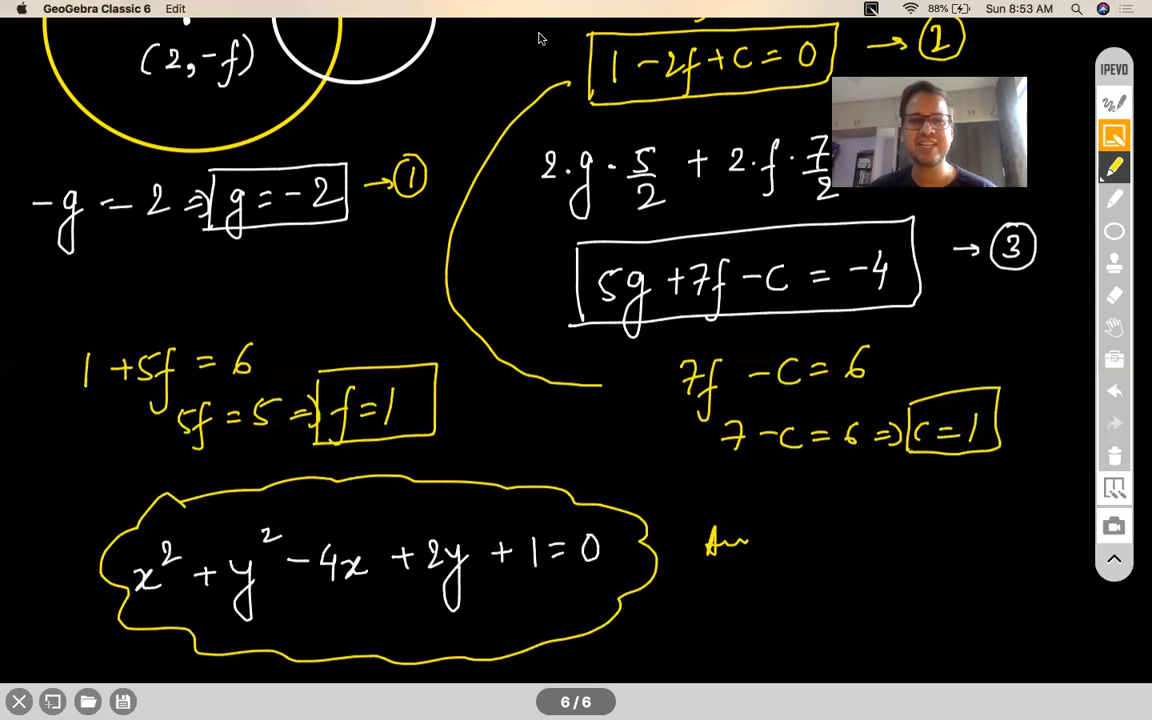 GeoGebra Classic 6 Edit 88% Sun 8:53 AM
(2, -f)
1 - 2f + c = 0 → 2
IPEVO
2·g·5/2 + 2·f·7/2
-g = 2 ⇒ g = -2 → 1
5g + 7f - c = -4 → 3
1 + 5f = 6
5f = 5 ⇒ f = 1
7f - c = 6
7 - c = 6 ⇒ c = 1
x² + y² - 4x + 2y + 1 = 0 Ans
6 / 6